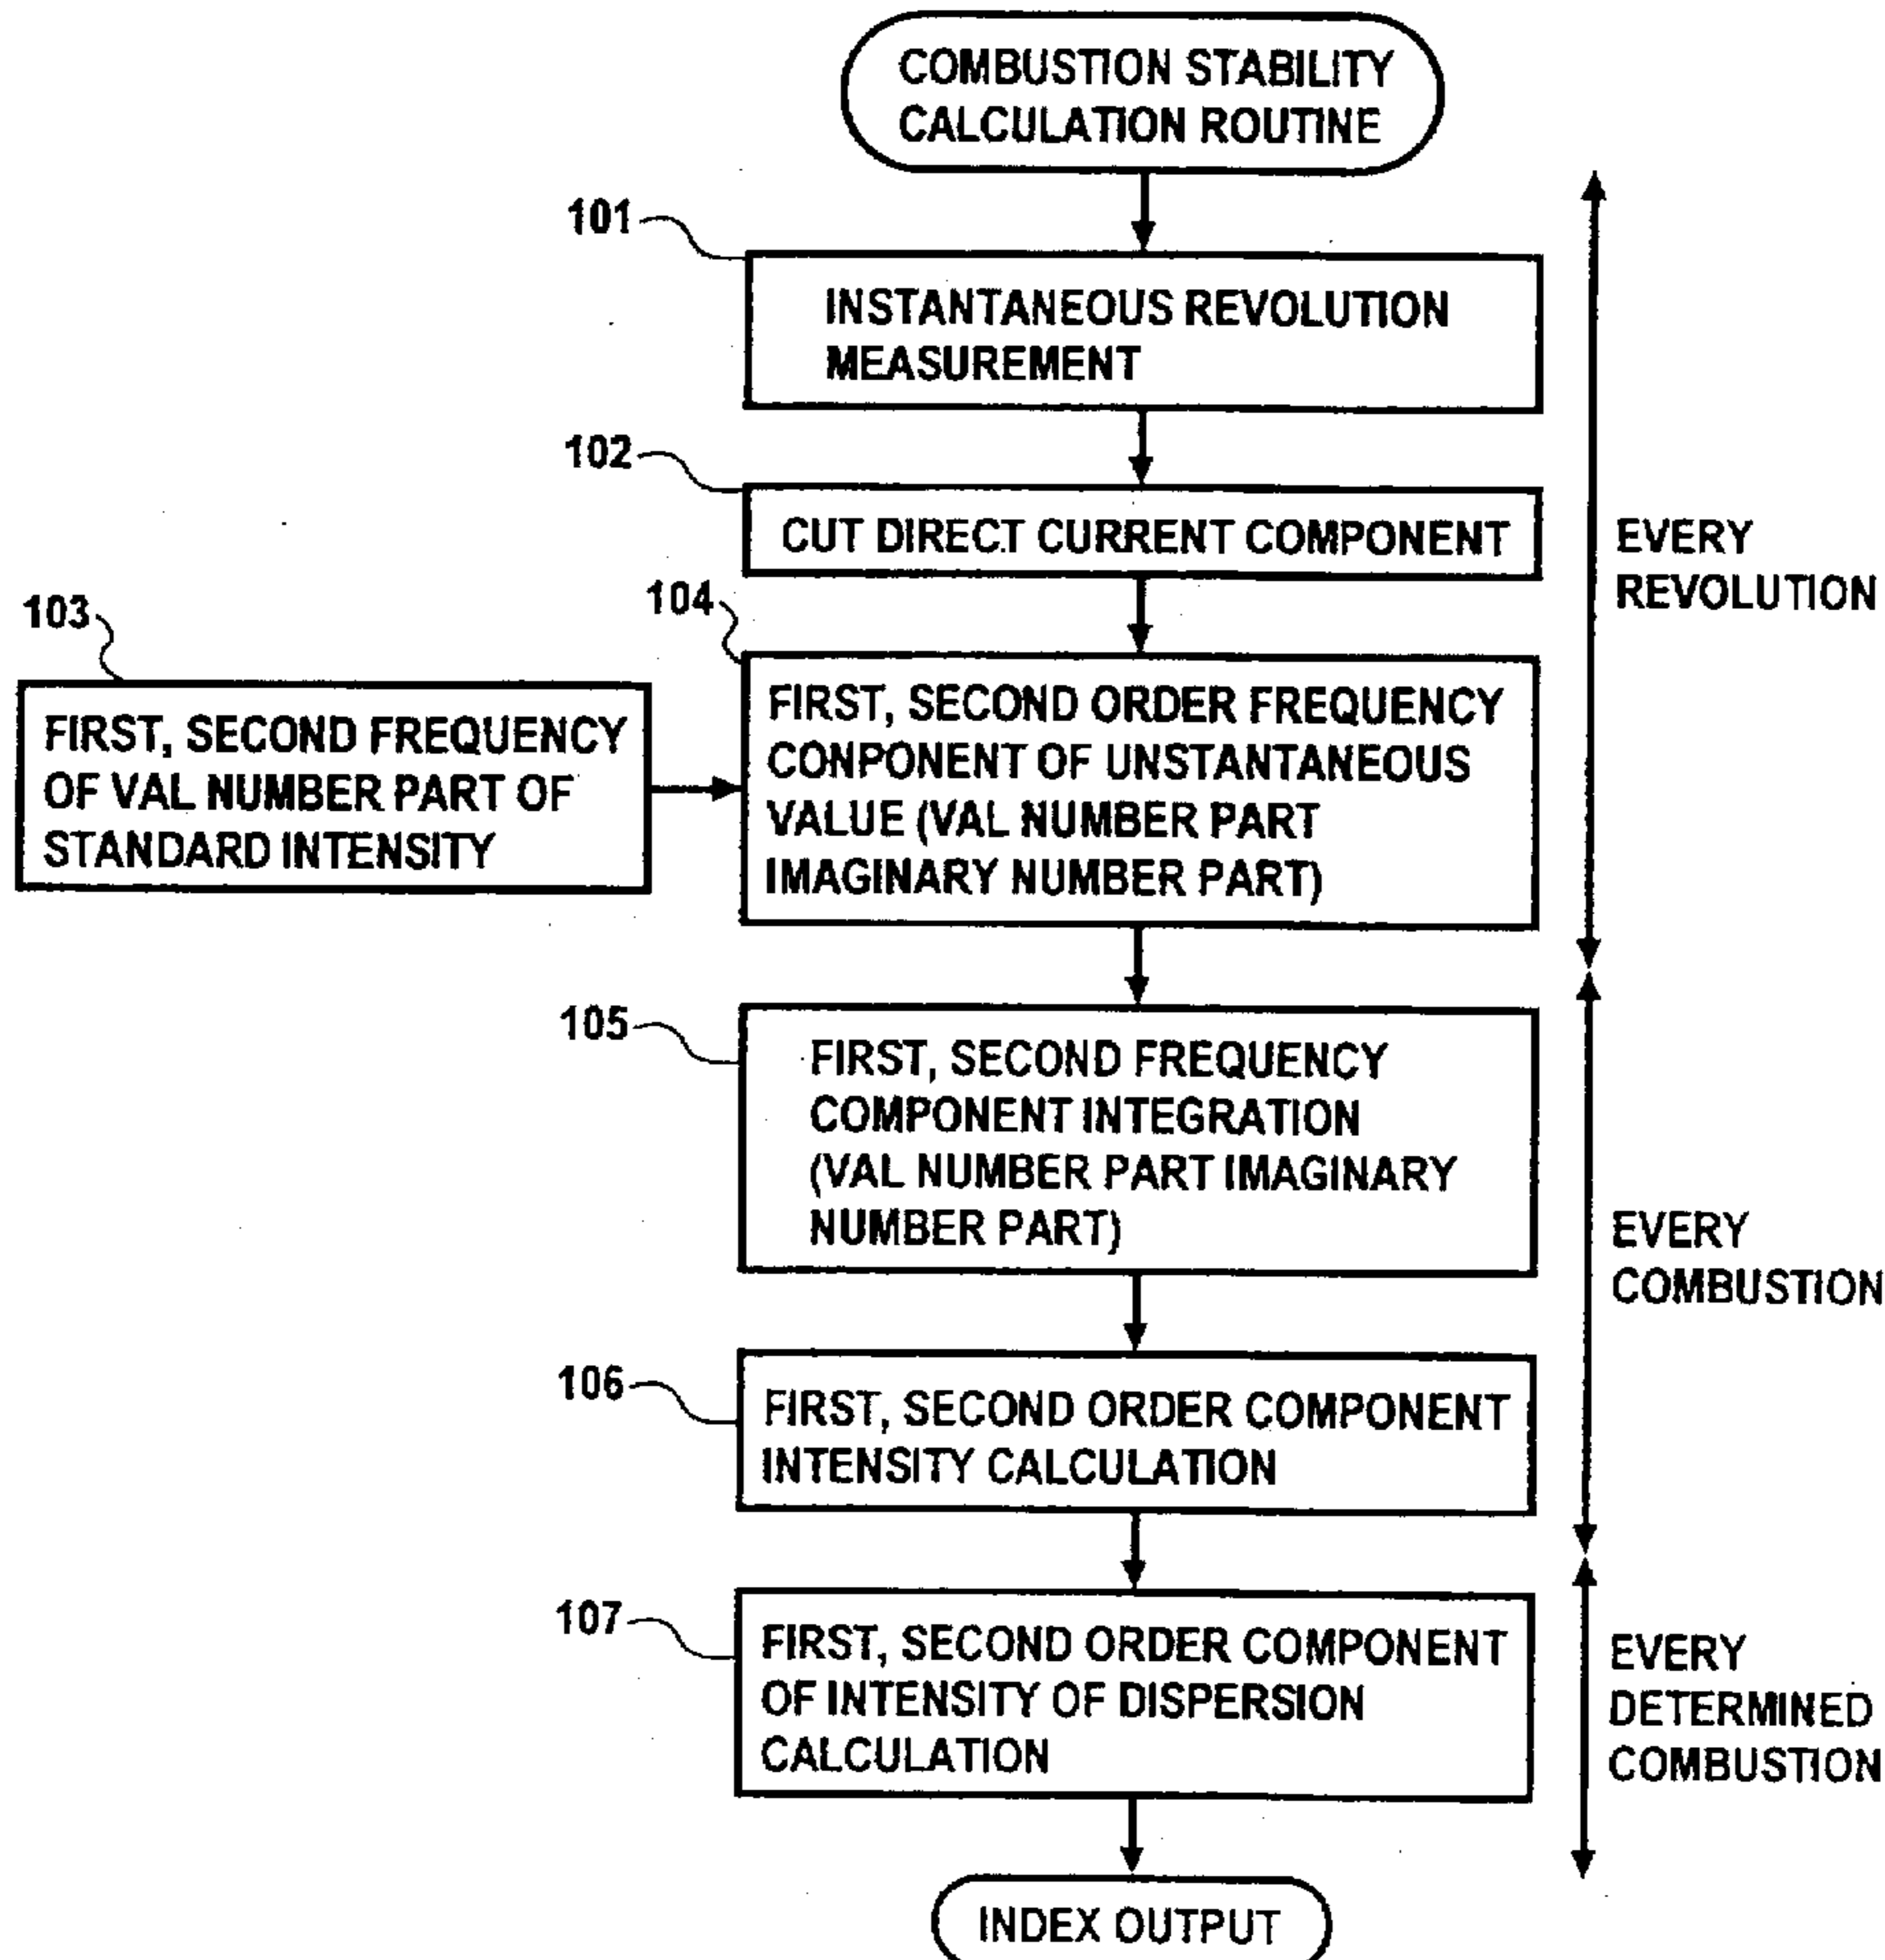 COMBUSTION STABILITY
CALCULATION ROUTINE
101
INSTANTANEOUS REVOLUTION
MEASUREMENT
102
CUT DIRECT CURRENT COMPONENT
EVERY
REVOLUTION
103
FIRST, SECOND FREQUENCY
OF VAL NUMBER PART OF
STANDARD INTENSITY
104
FIRST, SECOND ORDER FREQUENCY
CONPONENT OF UNSTANTANEOUS
VALUE (VAL NUMBER PART
IMAGINARY NUMBER PART)
105
FIRST, SECOND FREQUENCY
COMPONENT INTEGRATION
(VAL NUMBER PART IMAGINARY
NUMBER PART)
EVERY
COMBUSTION
106
FIRST, SECOND ORDER COMPONENT
INTENSITY CALCULATION
107
FIRST, SECOND ORDER COMPONENT
OF INTENSITY OF DISPERSION
CALCULATION
EVERY
DETERMINED
COMBUSTION
INDEX OUTPUT